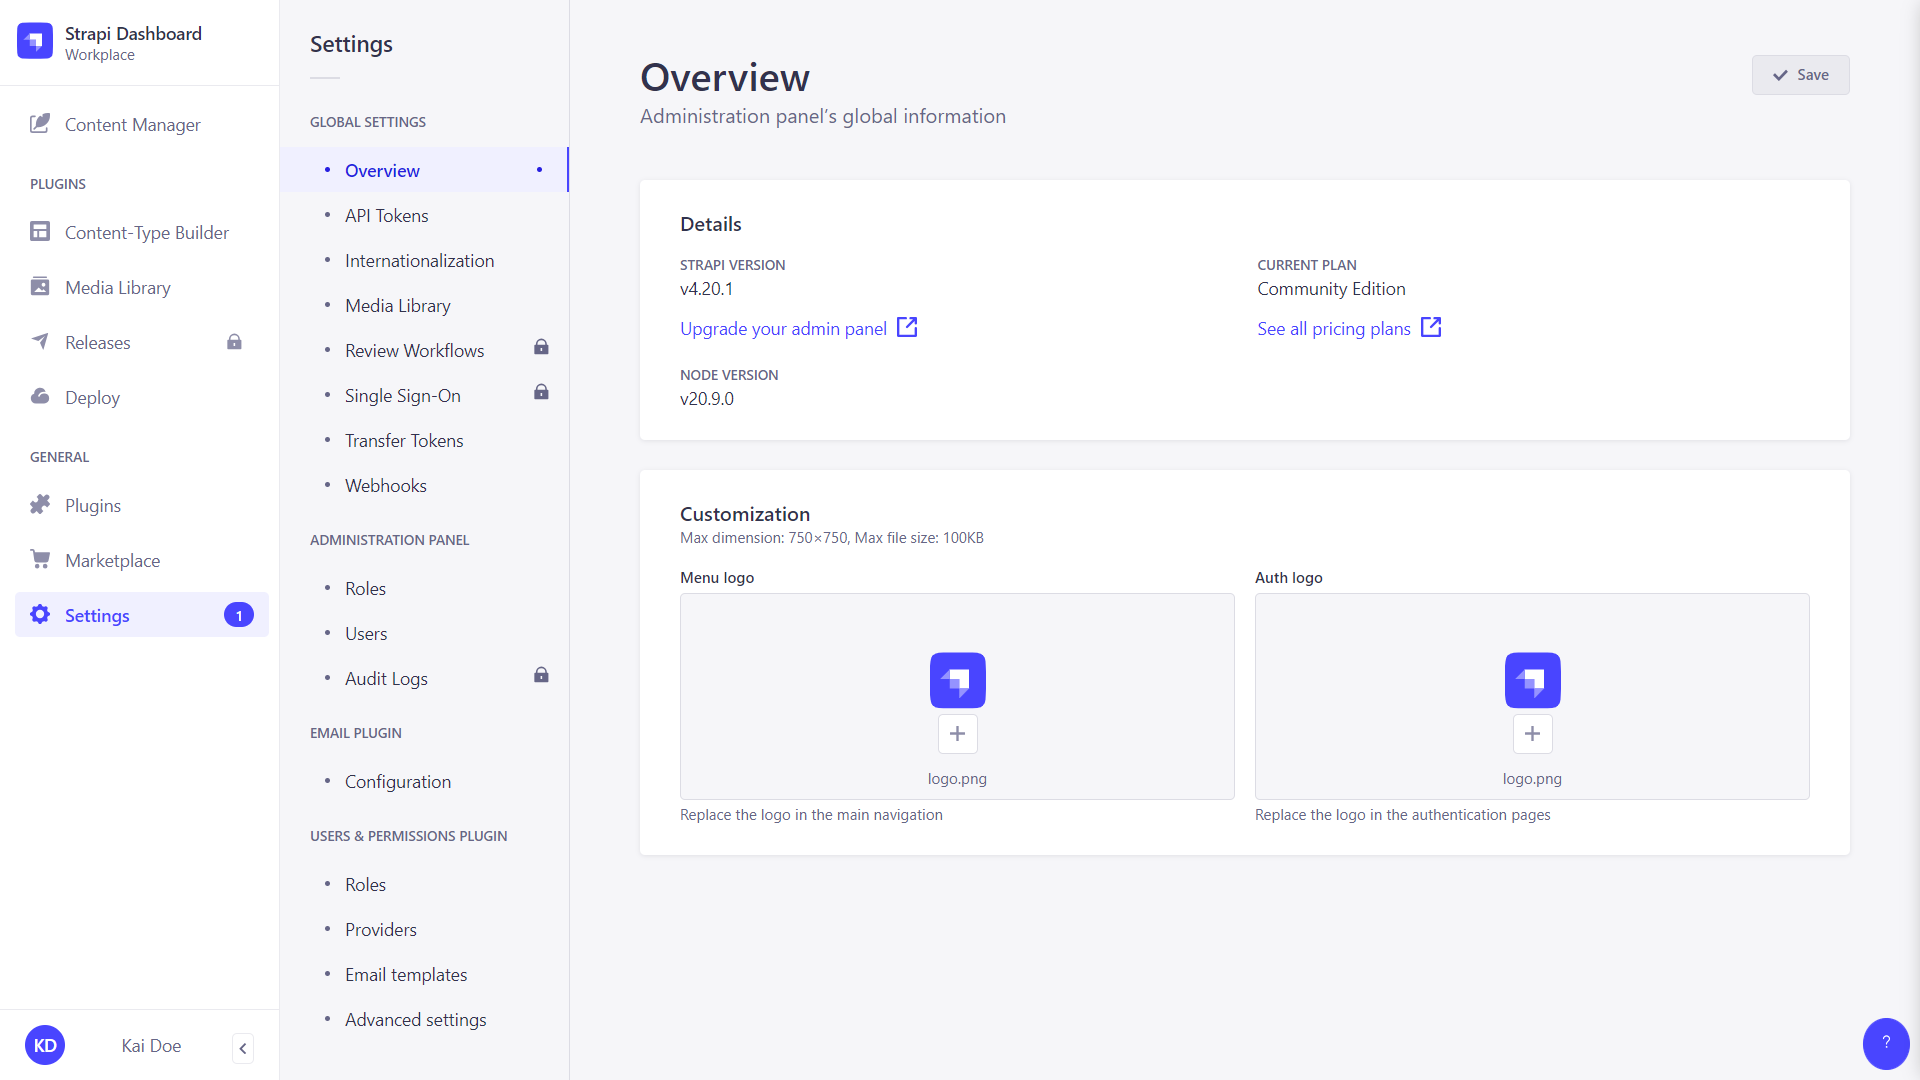 Strapi Dashboard
Workplace
Content Manager
PLUGINS
Content-Type Builder
Media Library
Releases
Deploy
GENERAL
Plugins
Marketplace
Settings
1
KD
Kai Doe
Settings
GLOBAL SETTINGS
Overview
API Tokens
Internationalization
Media Library
Review Workflows
Single Sign-On
Transfer Tokens
Webhooks
ADMINISTRATION PANEL
Roles
Users
Audit Logs
EMAIL PLUGIN
Configuration
USERS & PERMISSIONS PLUGIN
Roles
Providers
Email templates
Advanced settings
Overview
Administration panel’s global information
Save
Details
STRAPI VERSION
v4.20.1
Upgrade your admin panel
CURRENT PLAN
Community Edition
See all pricing plans
NODE VERSION
v20.9.0
Customization
Max dimension: 750×750, Max file size: 100KB
Menu logo
logo.png
Replace the logo in the main navigation
Auth logo
logo.png
Replace the logo in the authentication pages
?